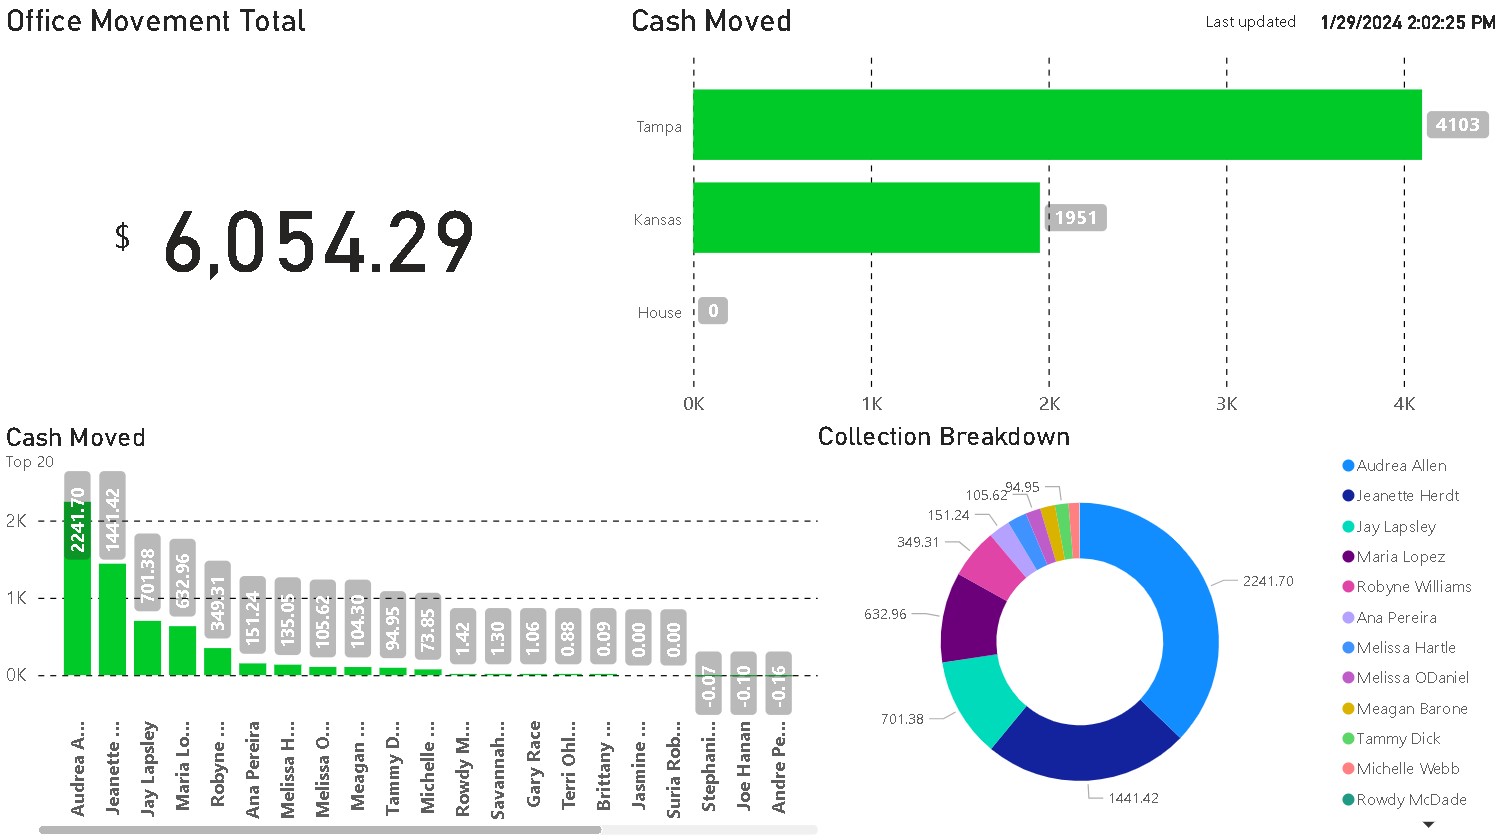 Office Movement Total
$ 6,054.29
Cash Moved
Last updated 1/29/2024 2:02:25 PM
Tampa 4103
Kansas 1951
House 0
0K 1K 2K 3K 4K
Cash Moved
Top 20
2K
1K
0K
2241.70
1441.42
701.38
632.96
349.31
151.24
135.05
105.62
104.30
94.95
73.85
1.42
1.30
1.06
0.88
0.09
0.00
0.00
-0.07
-0.10
-0.16
Audrea A...
Jeanette ...
Jay Lapsley
Maria Lo...
Robyne ...
Ana Pereira
Melissa H...
Melissa O...
Meagan ...
Tammy D...
Michelle ...
Rowdy M...
Savannah...
Gary Race
Terri Ohl...
Brittany ...
Jasmine ...
Suria Rob...
Stephani...
Joe Hanan
Andre Pe...
Collection Breakdown
94.95
105.62
151.24
349.31
632.96
701.38
1441.42
2241.70
Audrea Allen
Jeanette Herdt
Jay Lapsley
Maria Lopez
Robyne Williams
Ana Pereira
Melissa Hartle
Melissa ODaniel
Meagan Barone
Tammy Dick
Michelle Webb
Rowdy McDade